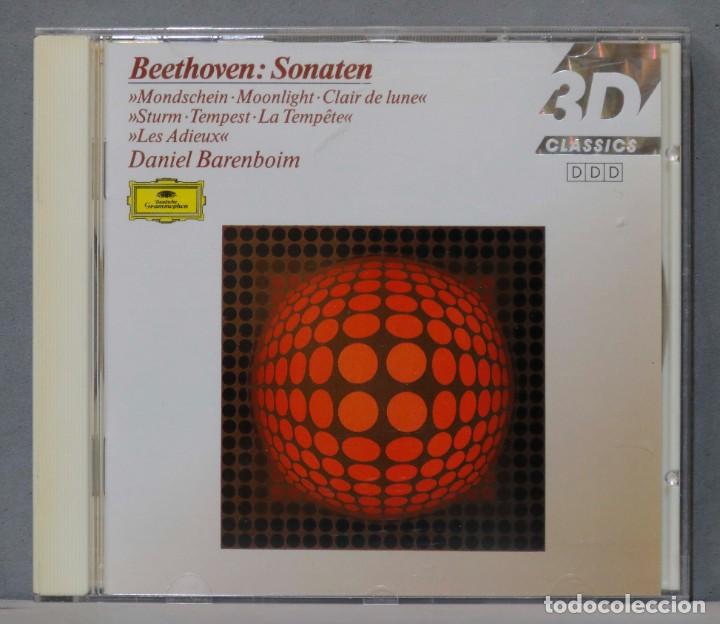 Beethoven: Sonaten
»Mondschein · Moonlight · Clair de lune«
»Sturm · Tempest · La Tempête«
»Les Adieux«
Daniel Barenboim
Deutsche
Grammophon
3D
CLASSICS
DDD
todocoleccion.net